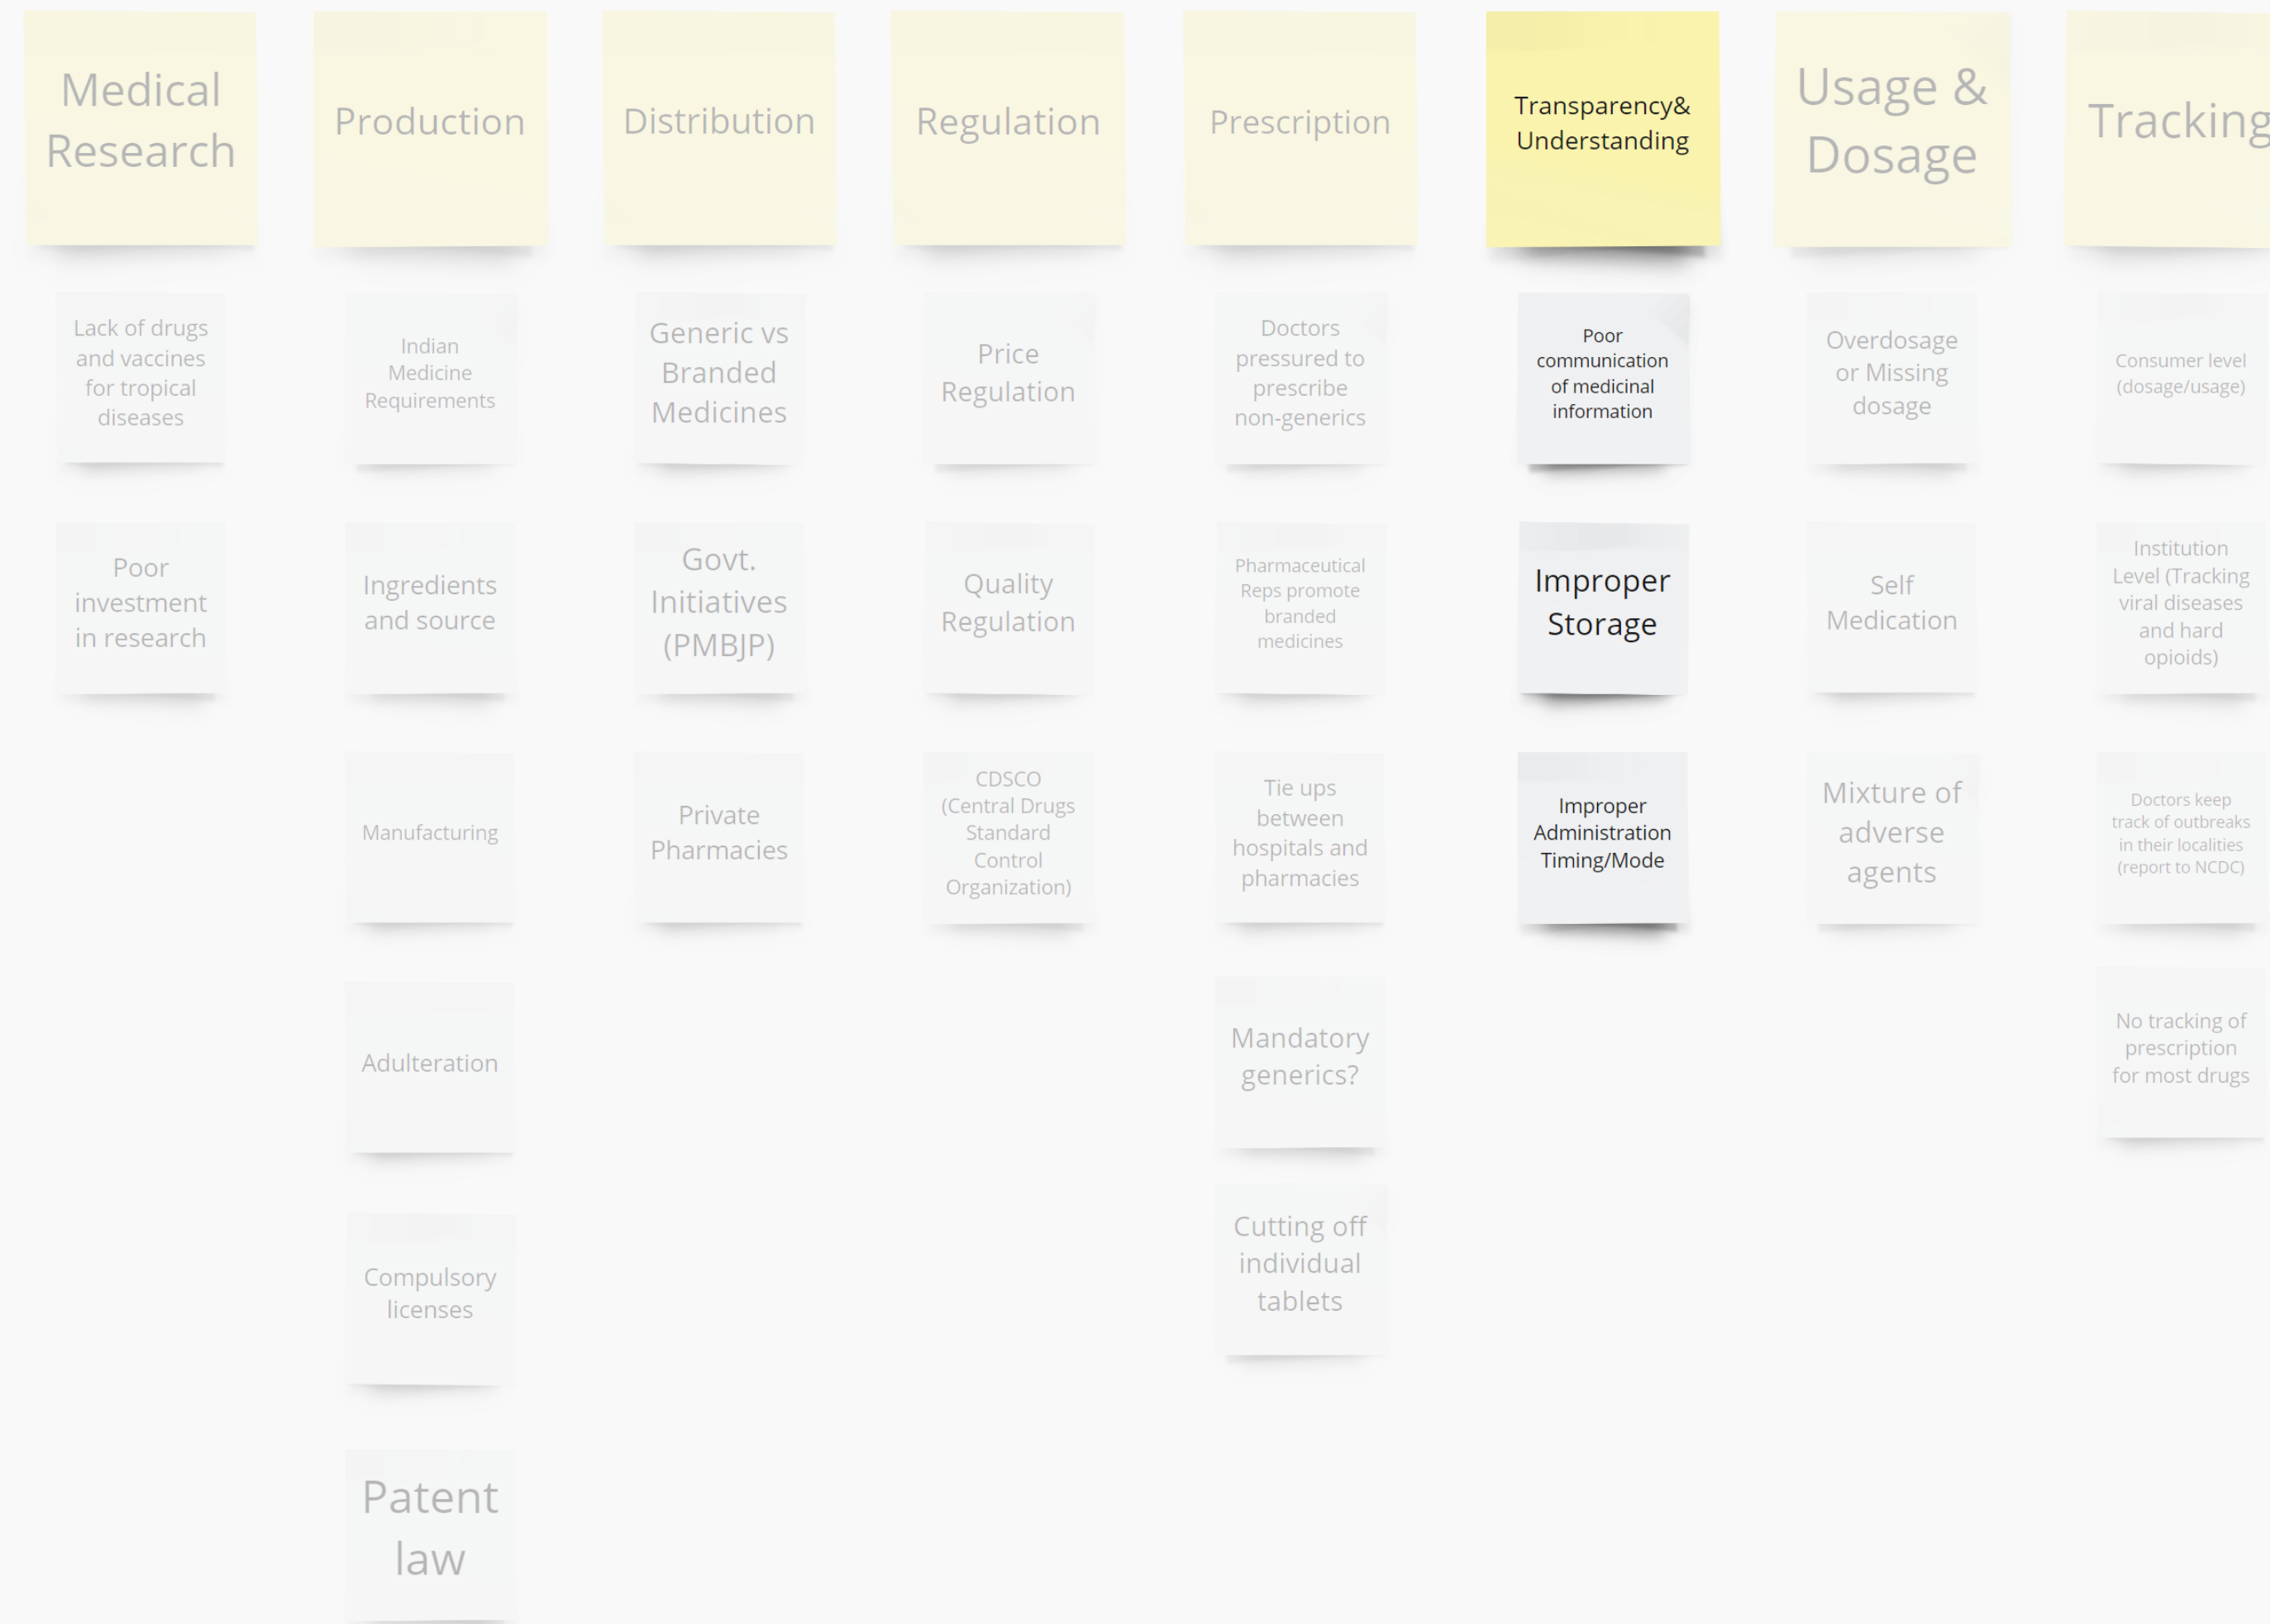 Medical
Research
Production
Distribution
Regulation
Prescription
Transparency&
Understanding
Usage &
Dosage
Tracking
Lack of drugs
and vaccines
for tropical
diseases
Indian
Medicine
Requirements
Generic vs
Branded
Medicines
Price
Regulation
Doctors
pressured to
prescribe
non-generics
Poor
communication
of medicinal
information
Overdosage
or Missing
dosage
Consumer level
(dosage/usage)
Poor
investment
in research
Ingredients
and source
Govt.
Initiatives
(PMBJP)
Quality
Regulation
Pharmaceutical
Reps promote
branded
medicines
Improper
Storage
Self
Medication
Institution
Level (Tracking
viral diseases
and hard
opioids)
Manufacturing
Private
Pharmacies
CDSCO
(Central Drugs
Standard
Control
Organization)
Tie ups
between
hospitals and
pharmacies
Improper
Administration
Timing/Mode
Mixture of
adverse
agents
Doctors keep
track of outbreaks
in their localities
(report to NCDC)
Adulteration
Mandatory
generics?
No tracking of
prescription
for most drugs
Compulsory
licenses
Cutting off
individual
tablets
Patent
law